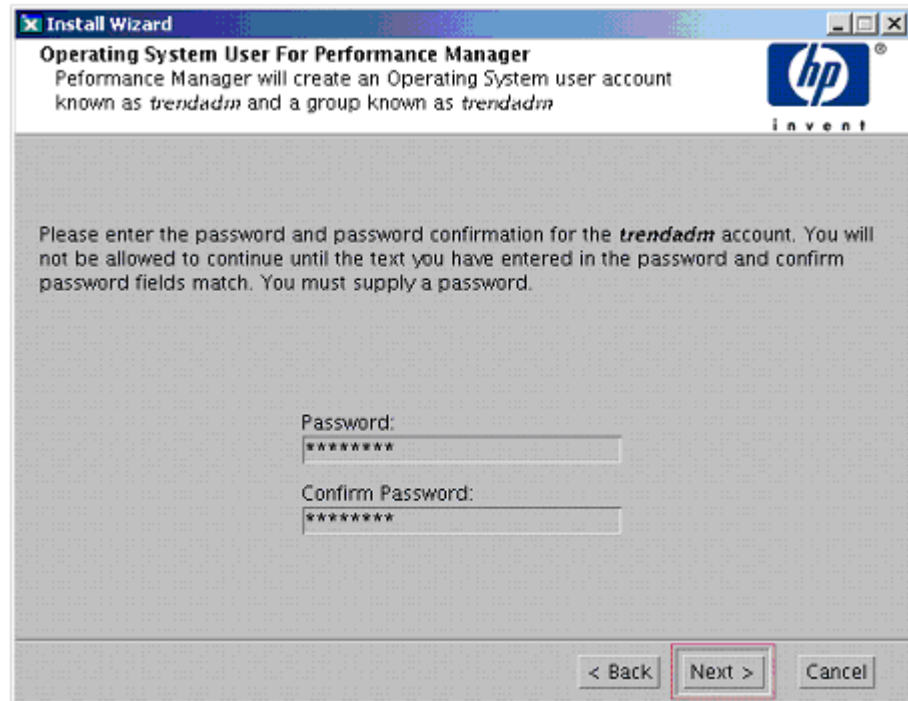 Install Wizard
Operating System User For Performance Manager
Peformance Manager will create an Operating System user account
known as trendadm and a group known as trendadm
hp
®
invent
Please enter the password and password confirmation for the trendadm account. You will
not be allowed to continue until the text you have entered in the password and confirm
password fields match. You must supply a password.
Password:
********
Confirm Password:
********
< Back
Next >
Cancel